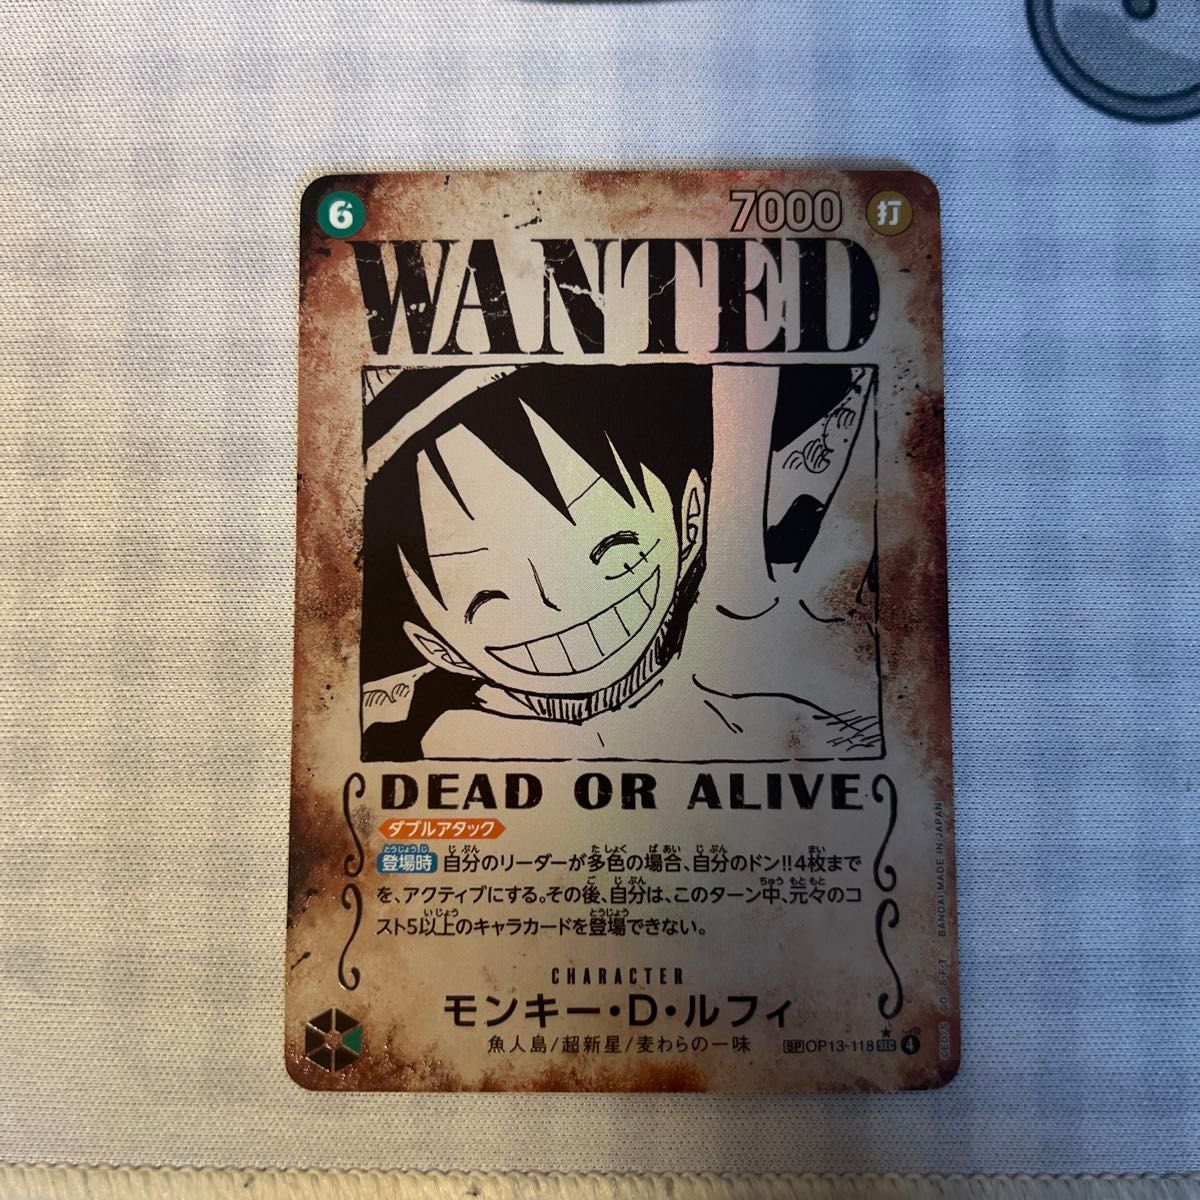 6 7000 打
WANTED
DEAD OR ALIVE
ダブルアタック
登場時 自分のリーダーが多色の場合、自分のドン!!4枚まで
を、アクティブにする。その後、自分は、このターン中、元々のコ
スト5以上のキャラカードを登場できない。
CHARACTER
モンキー・D・ルフィ
魚人島/超新星/麦わらの一味
SP OP13-118 SEC 4
BANDAI MADE IN JAPAN